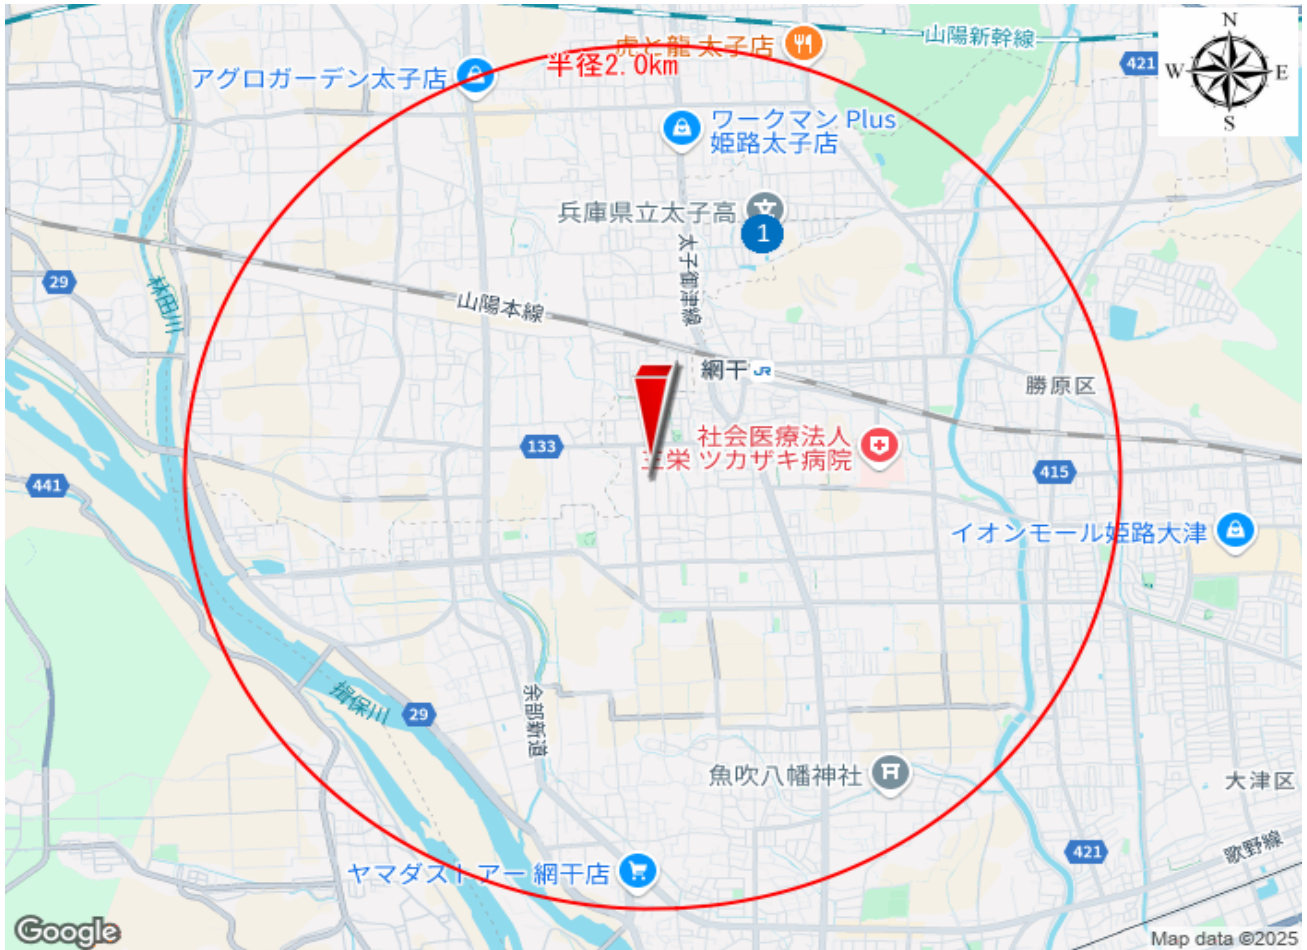 N
W
E
S
山陽新幹線
421
虎と龍 太子店
半径2.0km
アグロガーデン太子店
ワークマン Plus
姫路太子店
兵庫県立太子高
1
太子御津線
29
林田川
山陽本線
網干
JR
勝原区
133
社会医療法人
三栄 ツカザキ病院
415
441
イオンモール姫路大津
揖保川
29
余部新道
魚吹八幡神社
大津区
421
歌野線
ヤマダストアー 網干店
Google
Map data ©2025